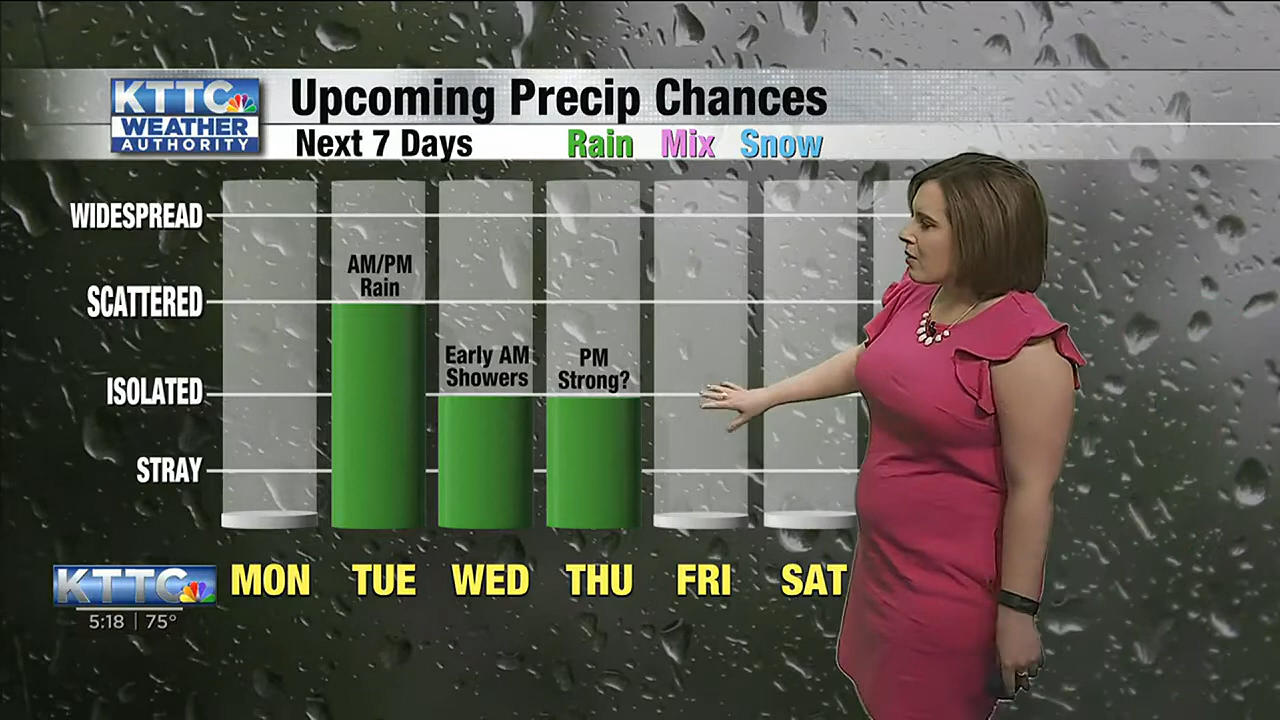 KTTC
WEATHER
AUTHORITY
Upcoming Precip Chances
Next 7 Days Rain Mix Snow
WIDESPREAD
SCATTERED
ISOLATED
STRAY
AM/PM
Rain
Early AM
Showers
PM
Strong?
MON TUE WED THU FRI SAT
KTTC
5:18 | 75°